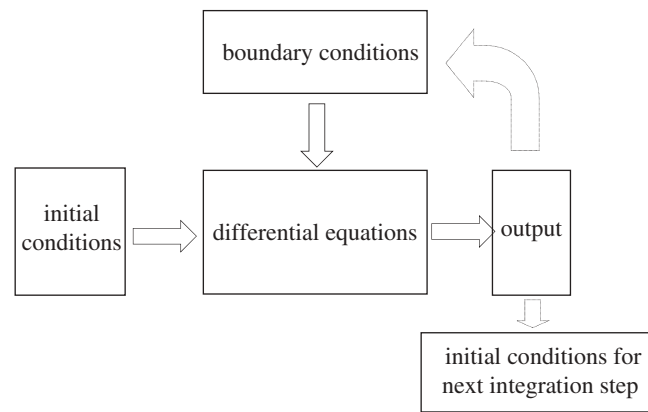 boundary conditions
initial
conditions
differential equations
output
initial conditions for
next integration step